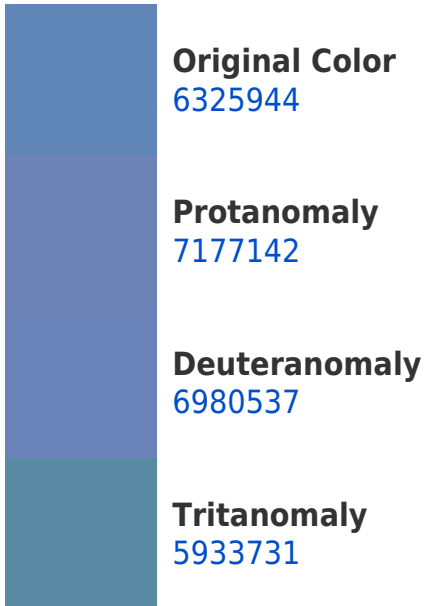 Original Color
6325944
Protanomaly
7177142
Deuteranomaly
6980537
Tritanomaly
5933731